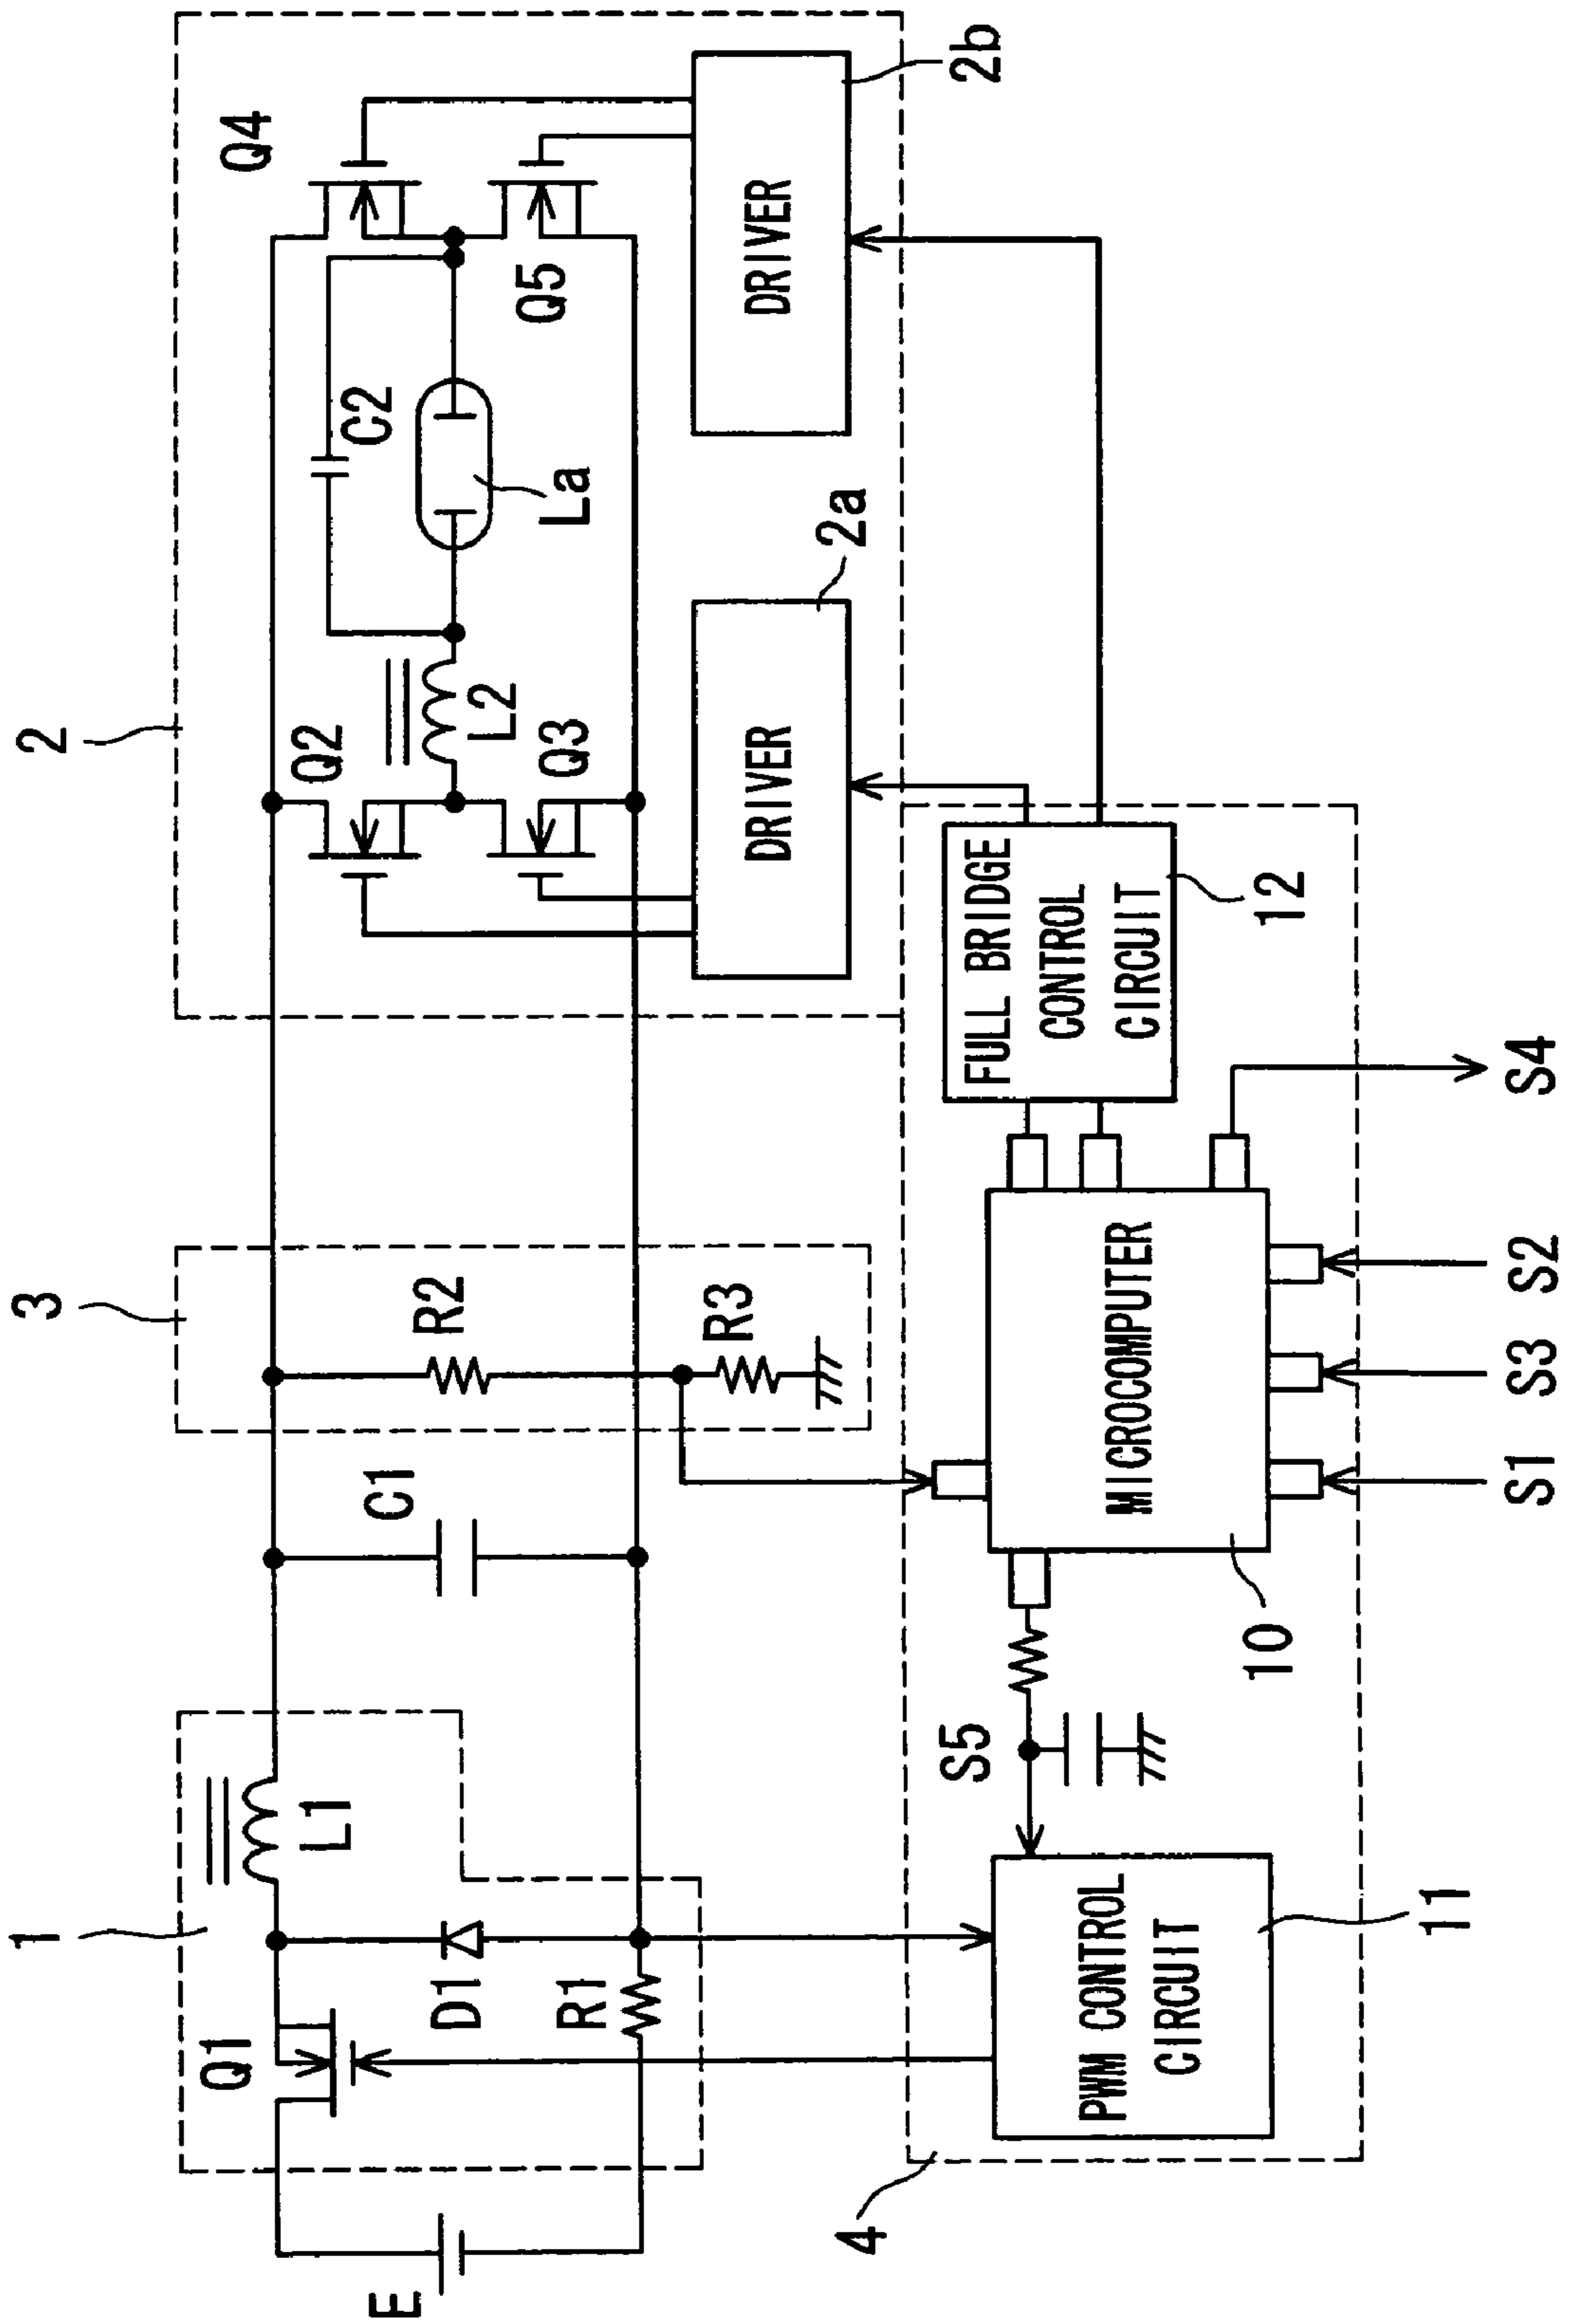 1
3
2
Q1
L1
C1
R2
Q2
C2
Q4
E
D1
R1
R3
L2
Q3
La
Q5
DRIVER
2a
DRIVER
2b
4
S5
PWM CONTROL
CIRCUIT
11
MICROCOMPUTER
10
FULL BRIDGE
CONTROL
CIRCUIT
12
S1
S3
S2
S4